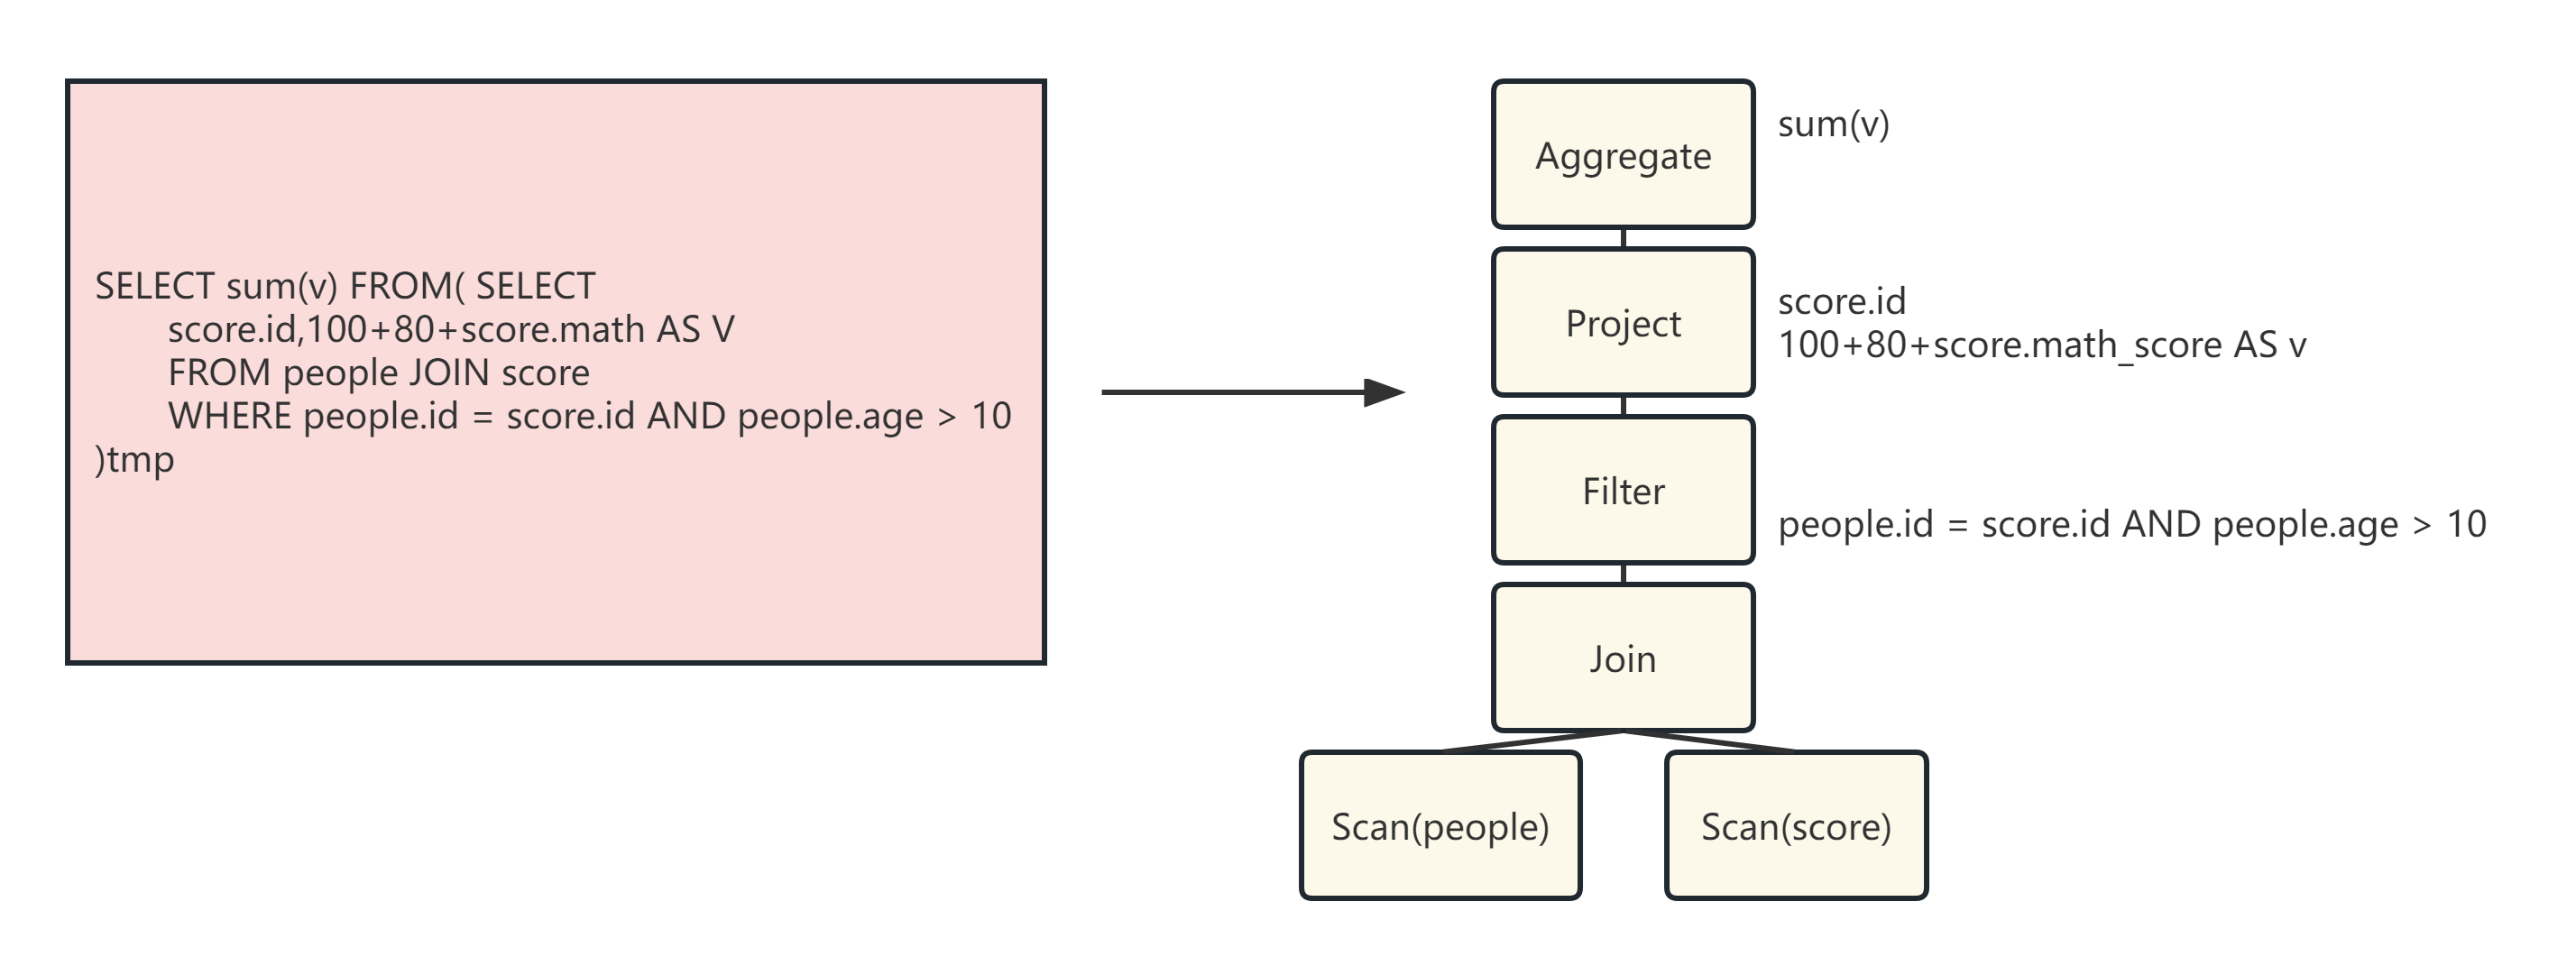 SELECT sum(v) FROM( SELECT
score.id,100+80+score.math AS V
FROM people JOIN score
WHERE people.id = score.id AND people.age > 10
)tmp
Aggregate
sum(v)
Project
score.id
100+80+score.math_score AS v
Filter
people.id = score.id AND people.age > 10
Join
Scan(people)
Scan(score)